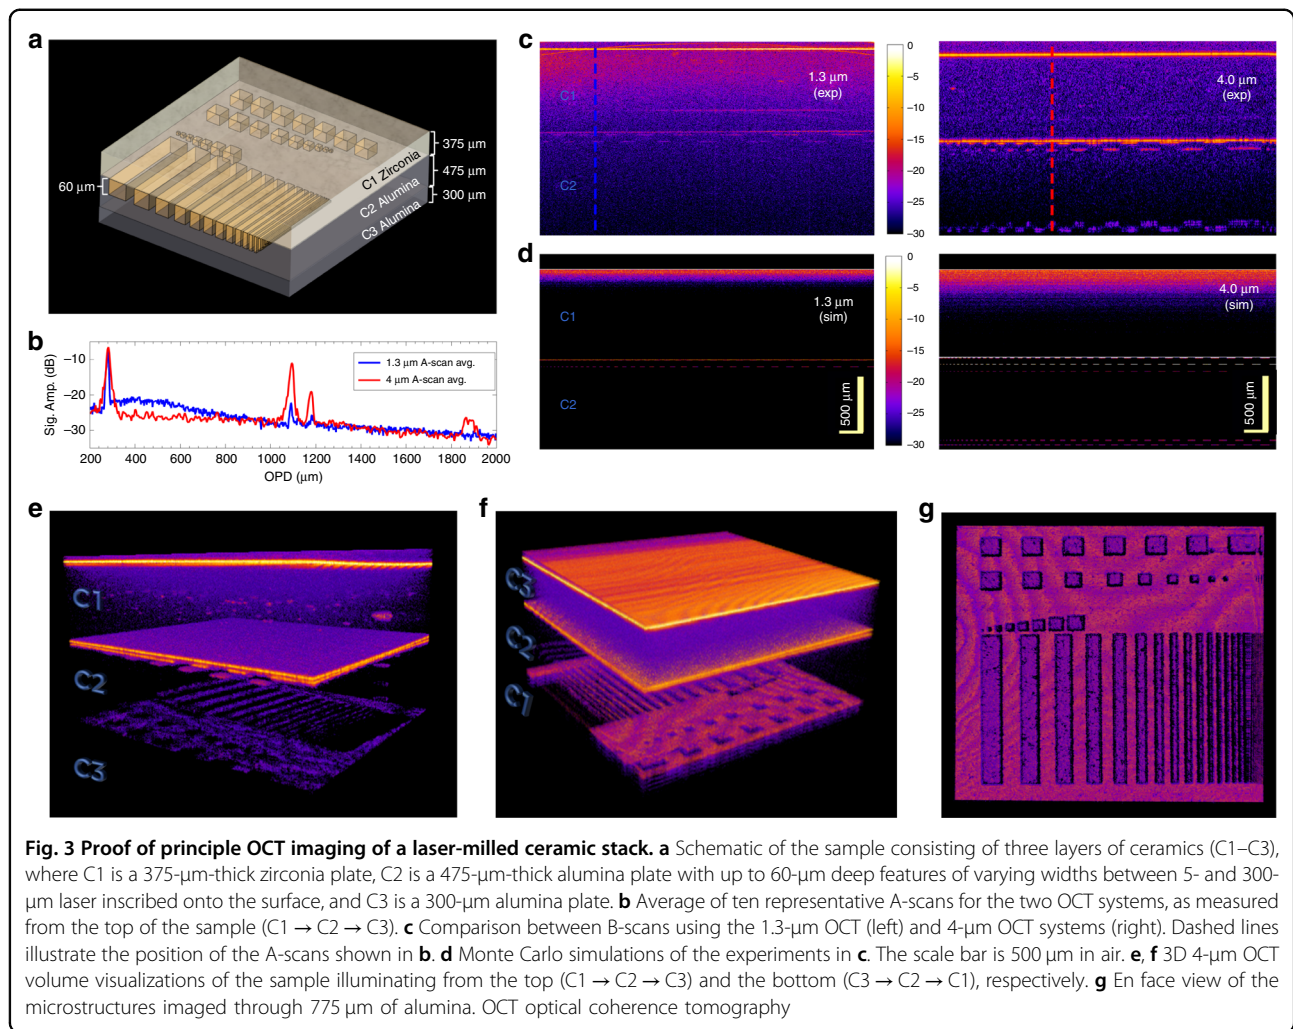 a
375 μm
475 μm
300 μm
60 μm
C1 Zirconia
C2 Alumina
C3 Alumina
b
Sig. Amp. (dB)
−10
−20
−30
1.3 μm A-scan avg.
4 μm A-scan avg.
200 400 600 800 1000 1200 1400 1600 1800 2000
OPD (μm)
c
1.3 μm
(exp)
C1
C2
0
−5
−10
−15
−20
−25
−30
4.0 μm
(exp)
d
1.3 μm
(sim)
C1
C2
500 μm
0
−5
−10
−15
−20
−25
−30
4.0 μm
(sim)
500 μm
e
C1
C2
C3
f
C3
C2
C1
g
Fig. 3 Proof of principle OCT imaging of a laser-milled ceramic stack. a Schematic of the sample consisting of three layers of ceramics (C1–C3),
where C1 is a 375-μm-thick zirconia plate, C2 is a 475-μm-thick alumina plate with up to 60-μm deep features of varying widths between 5- and 300-
μm laser inscribed onto the surface, and C3 is a 300-μm alumina plate. b Average of ten representative A-scans for the two OCT systems, as measured
from the top of the sample (C1 → C2 → C3). c Comparison between B-scans using the 1.3-μm OCT (left) and 4-μm OCT systems (right). Dashed lines
illustrate the position of the A-scans shown in b. d Monte Carlo simulations of the experiments in c. The scale bar is 500 μm in air. e, f 3D 4-μm OCT
volume visualizations of the sample illuminating from the top (C1 → C2 → C3) and the bottom (C3 → C2 → C1), respectively. g En face view of the
microstructures imaged through 775 μm of alumina. OCT optical coherence tomography